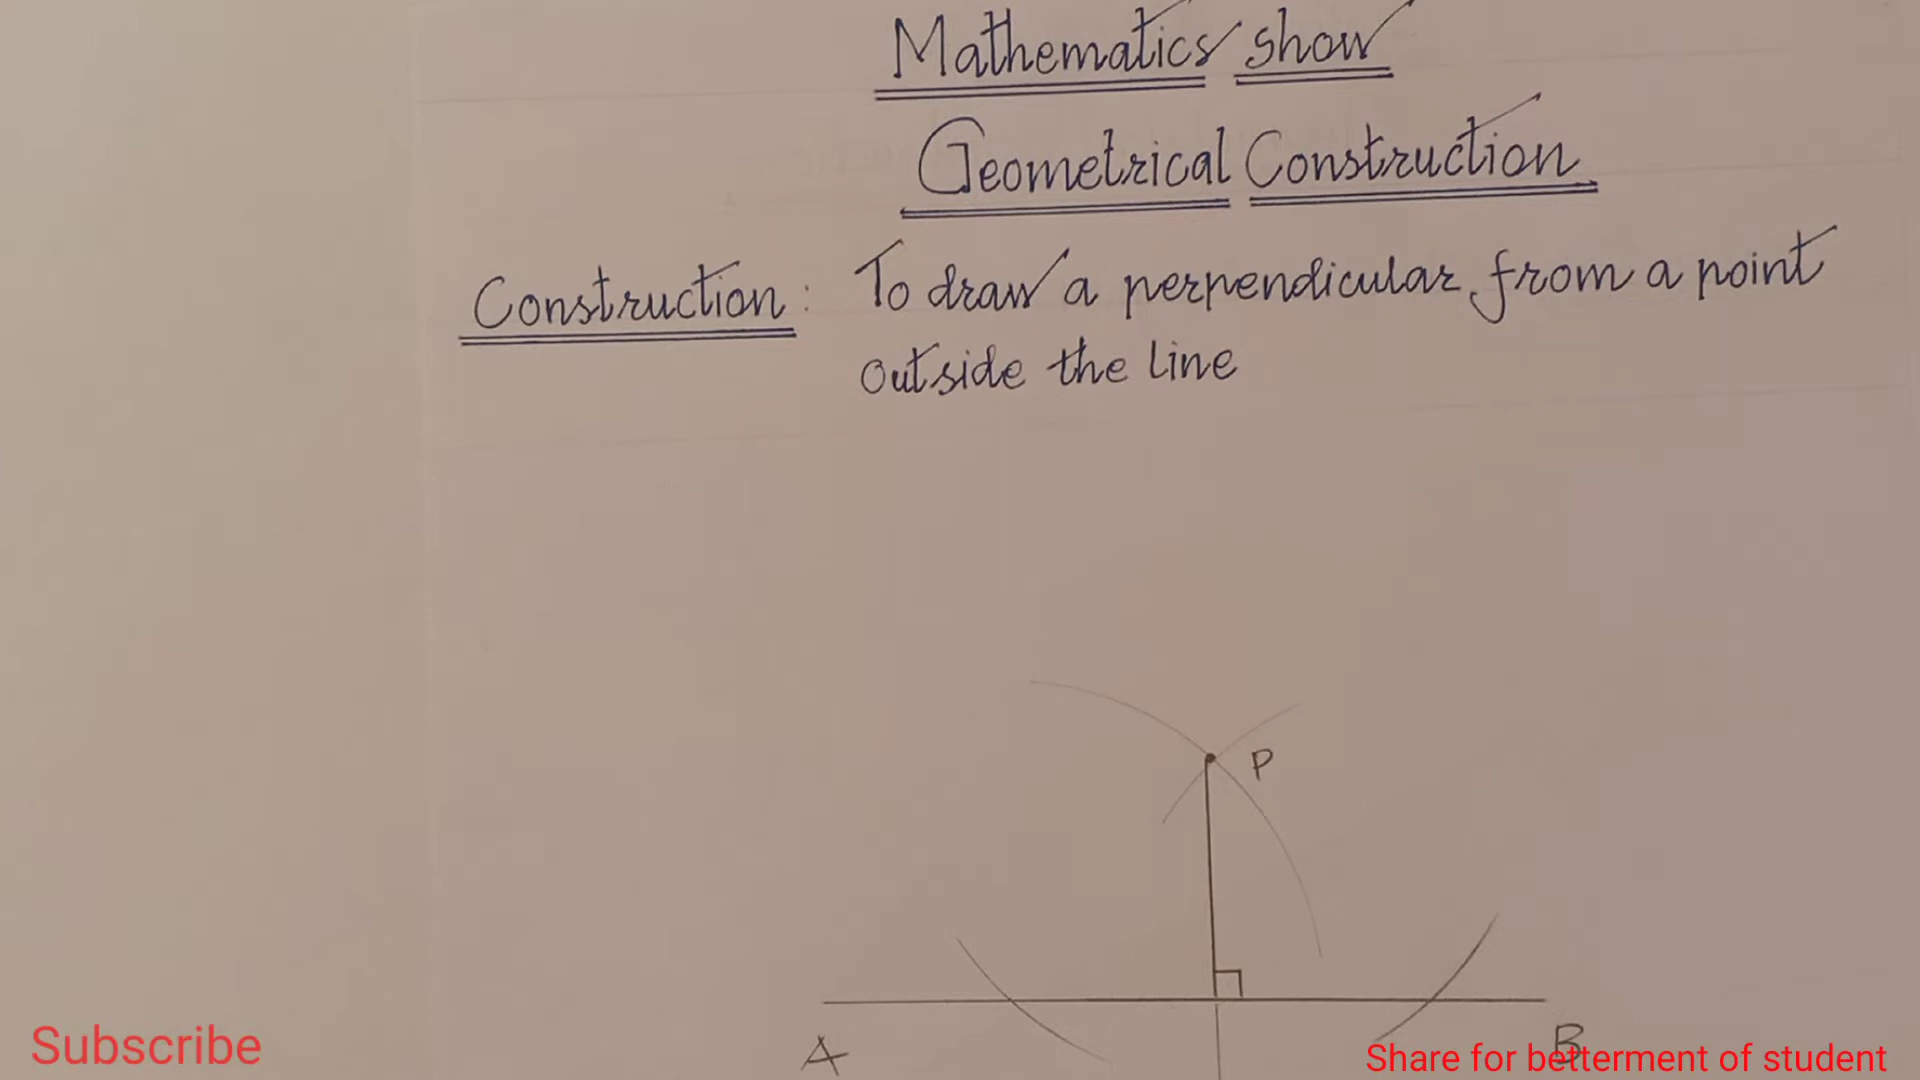 Mathematics show
Geometrical Construction
Construction: To draw a perpendicular from a point
outside the line
P
A
B
Subscribe
Share for betterment of student